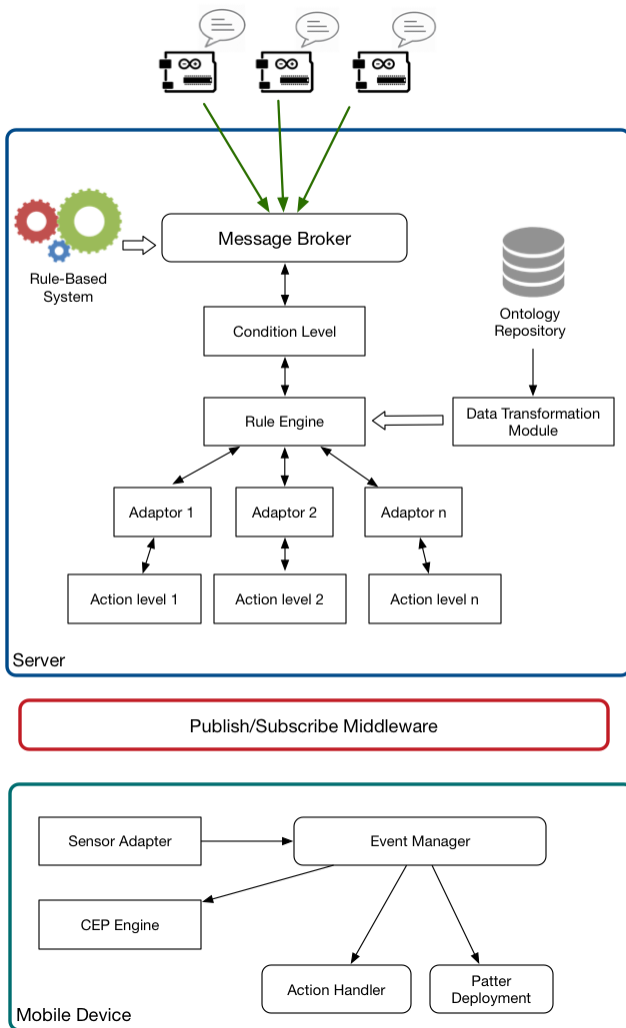 Message Broker
Rule-Based
System
Condition Level
Ontology
Repository
Rule Engine
Data Transformation
Module
Adaptor 1
Adaptor 2
Adaptor n
Action level 1
Action level 2
Action level n
Server
Publish/Subscribe Middleware
Sensor Adapter
Event Manager
CEP Engine
Action Handler
Patter
Deployment
Mobile Device